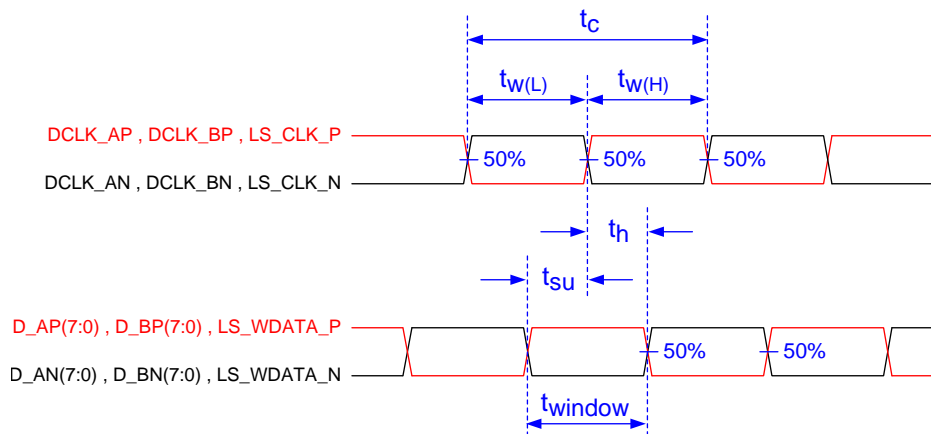 tc
tw(L) tw(H)
DCLK_AP , DCLK_BP , LS_CLK_P
50% 50% 50%
DCLK_AN , DCLK_BN , LS_CLK_N
th
tsu
D_AP(7:0) , D_BP(7:0) , LS_WDATA_P
50% 50%
D_AN(7:0) , D_BN(7:0) , LS_WDATA_N
twindow